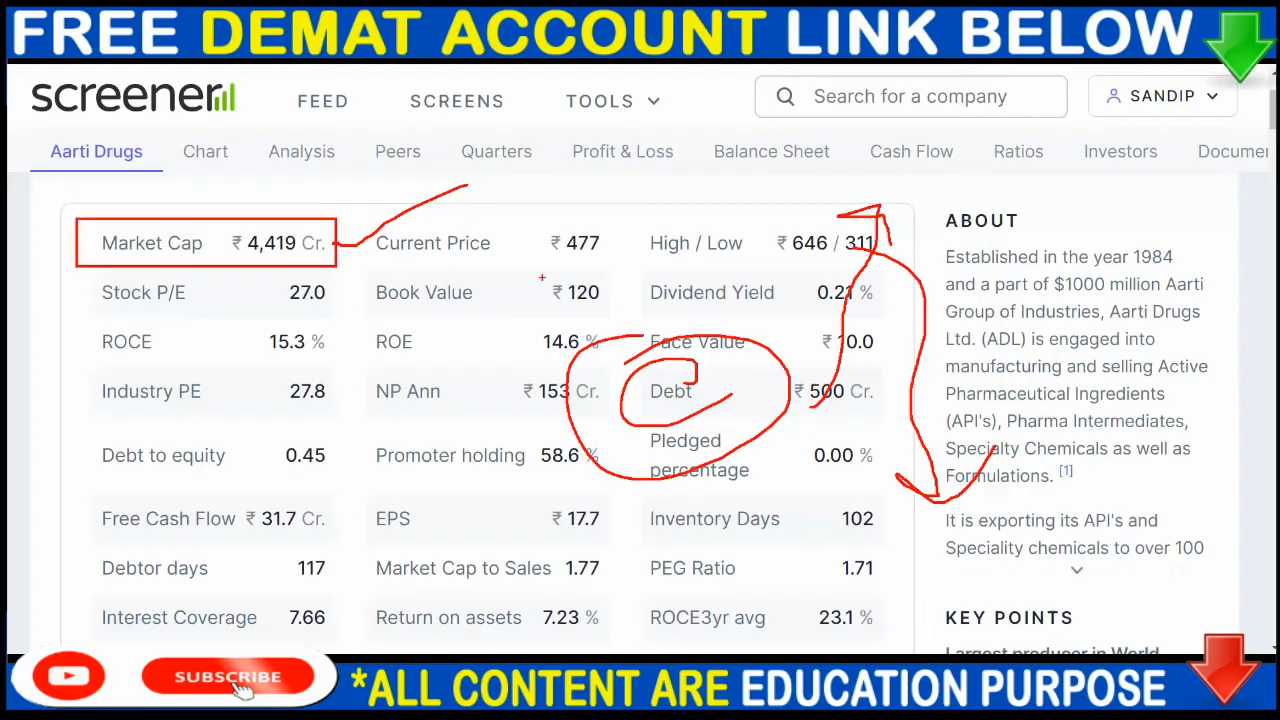 FREE DEMAT ACCOUNT LINK BELOW
screener FEED SCREENS TOOLS Search for a company SANDIP
Aarti Drugs Chart Analysis Peers Quarters Profit & Loss Balance Sheet Cash Flow Ratios Investors Documen
Market Cap ₹ 4,419 Cr. Current Price ₹ 477 High / Low ₹ 646 / 311
Stock P/E 27.0 Book Value ₹ 120 Dividend Yield 0.21 %
ROCE 15.3 % ROE 14.6 % Face Value ₹ 10.0
Industry PE 27.8 NP Ann ₹ 153 Cr. Debt ₹ 500 Cr.
Debt to equity 0.45 Promoter holding 58.6 % Pledged percentage 0.00 %
Free Cash Flow ₹ 31.7 Cr. EPS ₹ 17.7 Inventory Days 102
Debtor days 117 Market Cap to Sales 1.77 PEG Ratio 1.71
Interest Coverage 7.66 Return on assets 7.23 % ROCE3yr avg 23.1 %
ABOUT
Established in the year 1984
and a part of $1000 million Aarti
Group of Industries, Aarti Drugs
Ltd. (ADL) is engaged into
manufacturing and selling Active
Pharmaceutical Ingredients
(API's), Pharma Intermediates,
Specialty Chemicals as well as
Formulations. [1]
It is exporting its API's and
Speciality chemicals to over 100
KEY POINTS
Largest producer in World
SUBSCRIBE
*ALL CONTENT ARE EDUCATION PURPOSE